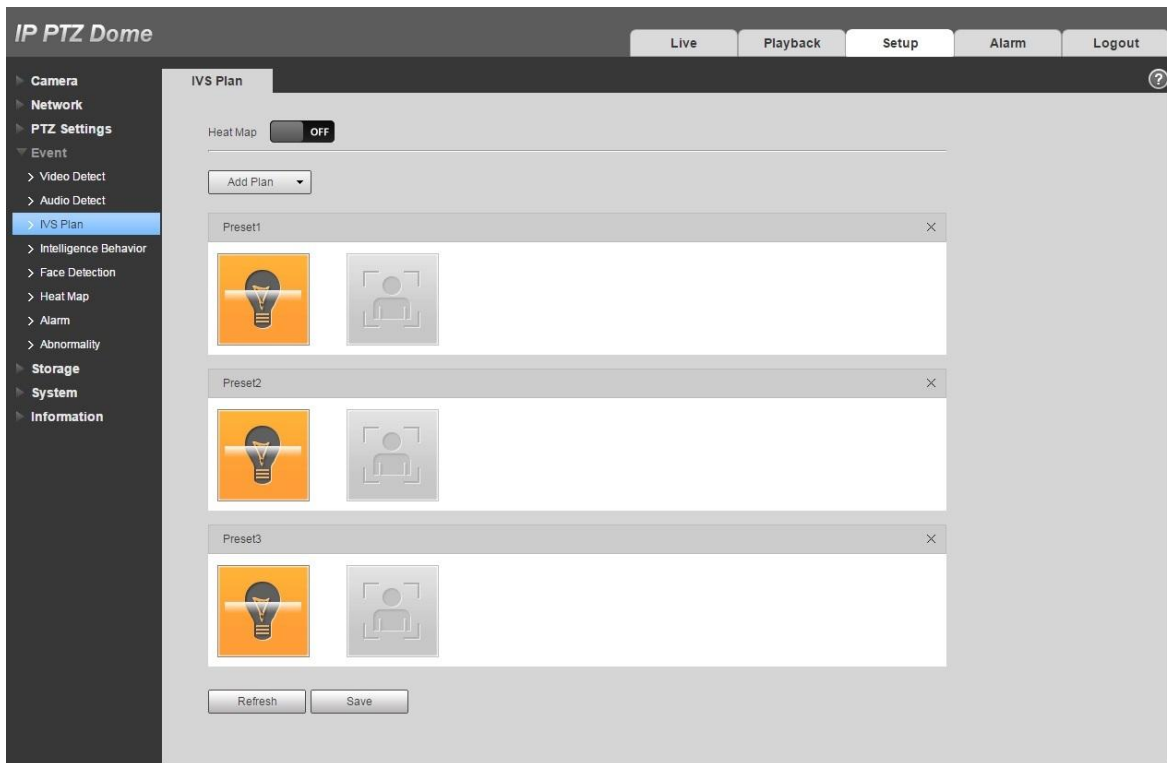 IP PTZ Dome
Live Playback Setup Alarm Logout
Camera
Network
PTZ Settings
Event
Video Detect
Audio Detect
IVS Plan
Intelligence Behavior
Face Detection
Heat Map
Alarm
Abnormality
Storage
System
Information
IVS Plan
?
Heat Map OFF
Add Plan
Preset1
Preset2
Preset3
Refresh Save